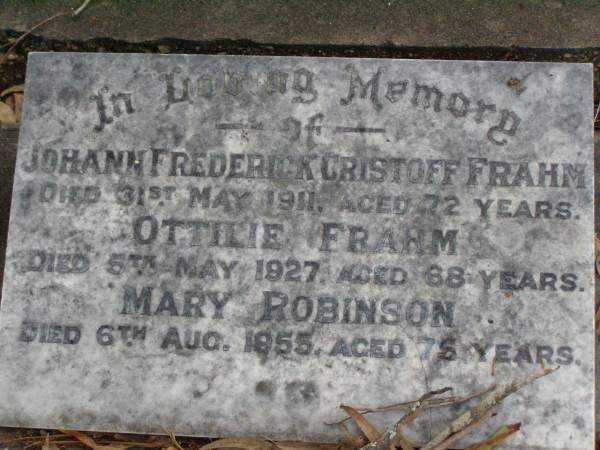 In Loving Memory
of
JOHANN FREDERICK CRISTOFF FRAHM
DIED 31ST MAY 1911, AGED 72 YEARS.
OTTILIE FRAHM
DIED 5TH MAY 1927, AGED 88 YEARS.
MARY ROBINSON
DIED 6TH AUG. 1955, AGED 75 YEARS.